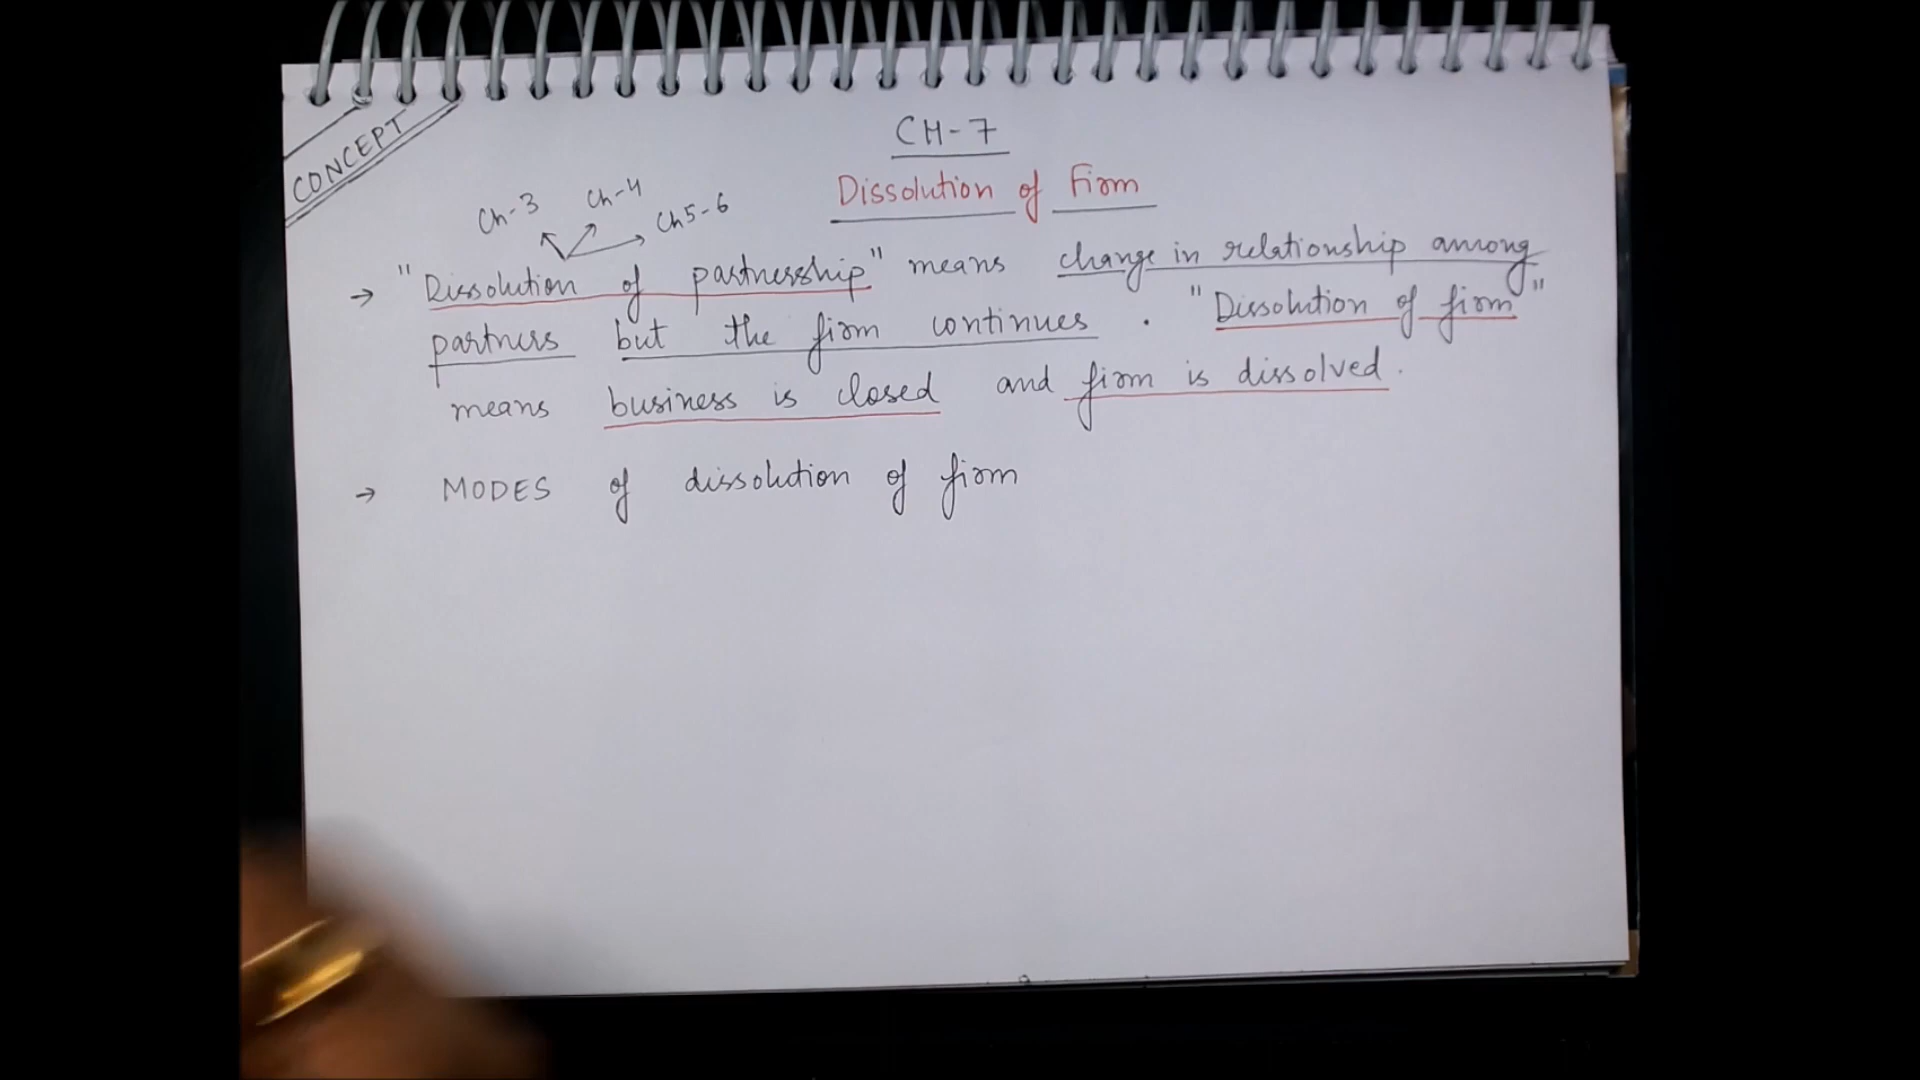 CONCEPT
CH-7
Dissolution of Firm
Ch-3 Ch-4 Ch5-6
→ "Dissolution of partnership" means change in relationship among
partners but the firm continues. "Dissolution of firm"
means business is closed and firm is dissolved.
→ MODES of dissolution of firm